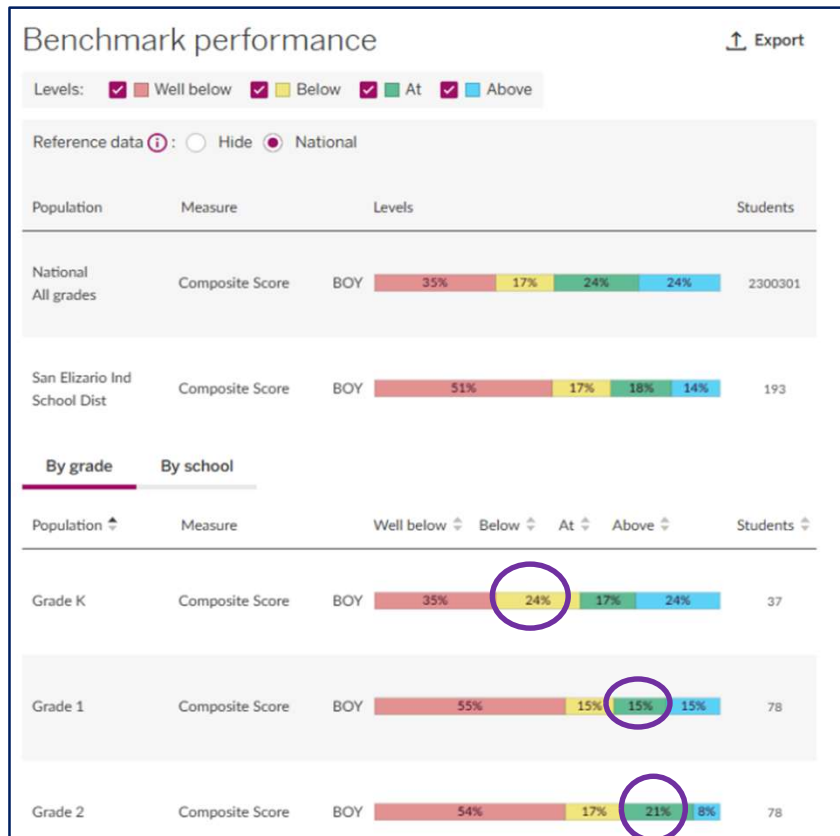 Benchmark performance
Export
Levels: Well below Below At Above
Reference data i : Hide National
Population Measure Levels Students
National
All grades
Composite Score BOY 35% 17% 24% 24% 2300301
San Elizario Ind
School Dist
Composite Score BOY 51% 17% 18% 14% 193
By grade By school
Population Measure Well below Below At Above Students
Grade K Composite Score BOY 35% 24% 17% 24% 37
Grade 1 Composite Score BOY 55% 15% 15% 15% 78
Grade 2 Composite Score BOY 54% 17% 21% 8% 78